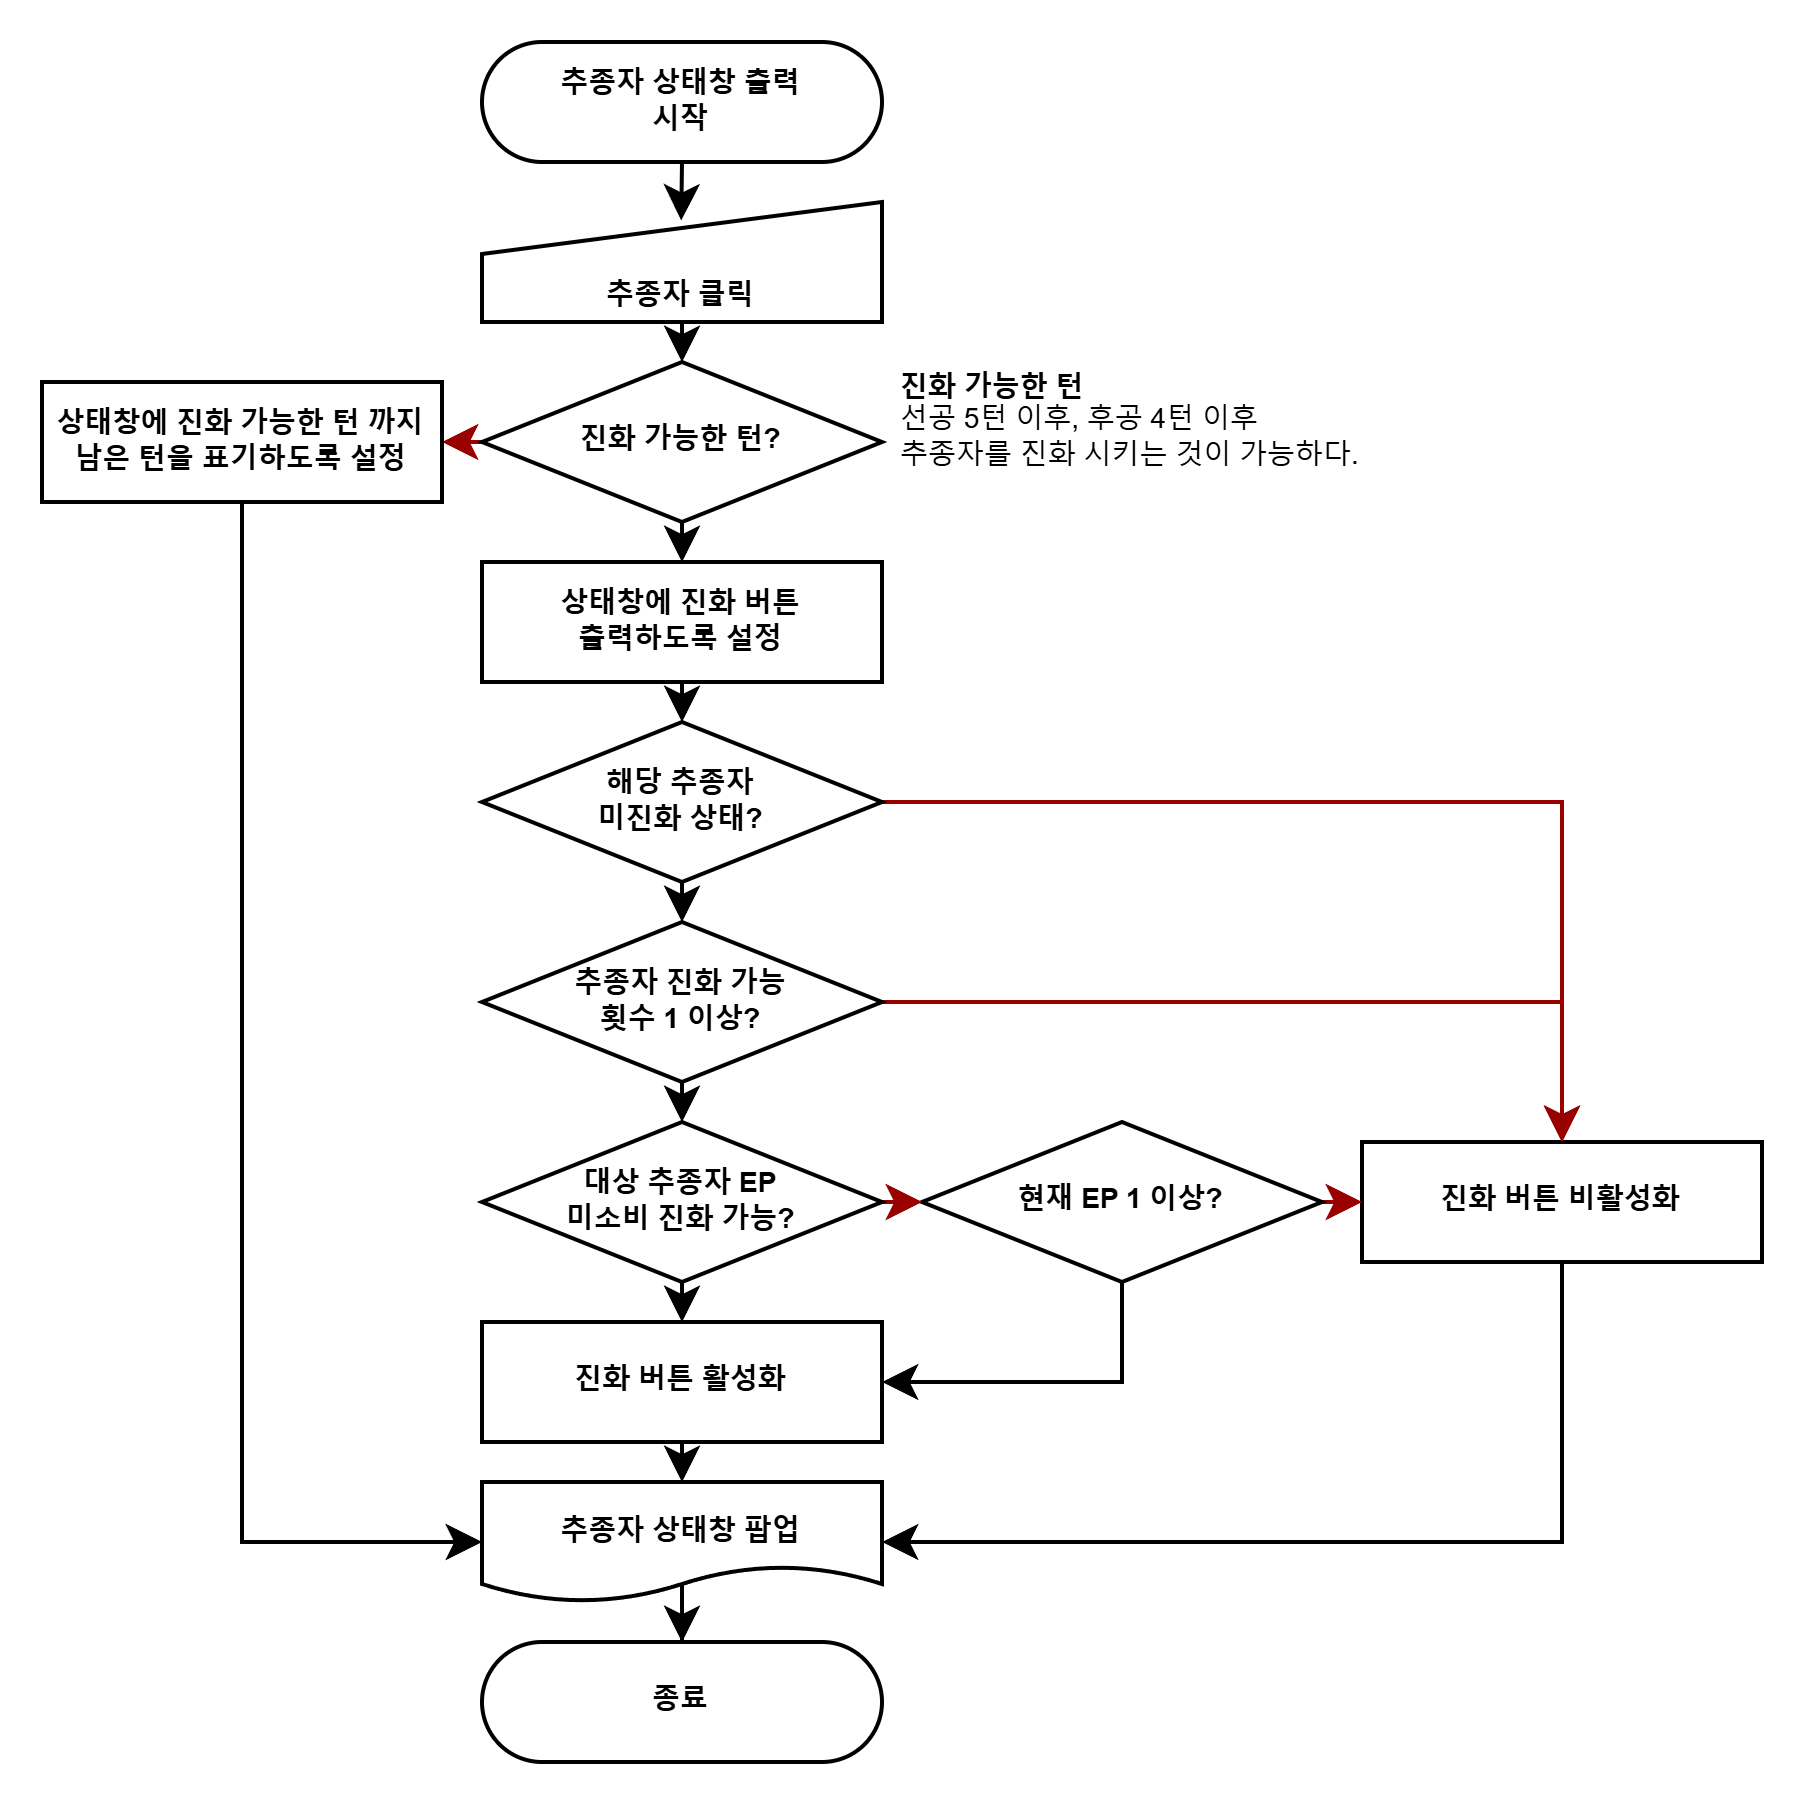 추종자 상태창 출력
시작
추종자 클릭
진화 가능한 턴?
진화 가능한 턴
선공 5턴 이후, 후공 4턴 이후
추종자를 진화 시키는 것이 가능하다.
상태창에 진화 가능한 턴 까지
남은 턴을 표기하도록 설정
상태창에 진화 버튼
출력하도록 설정
해당 추종자
미진화 상태?
추종자 진화 가능
횟수 1 이상?
대상 추종자 EP
미소비 진화 가능?
현재 EP 1 이상?
진화 버튼 비활성화
진화 버튼 활성화
추종자 상태창 팝업
종료